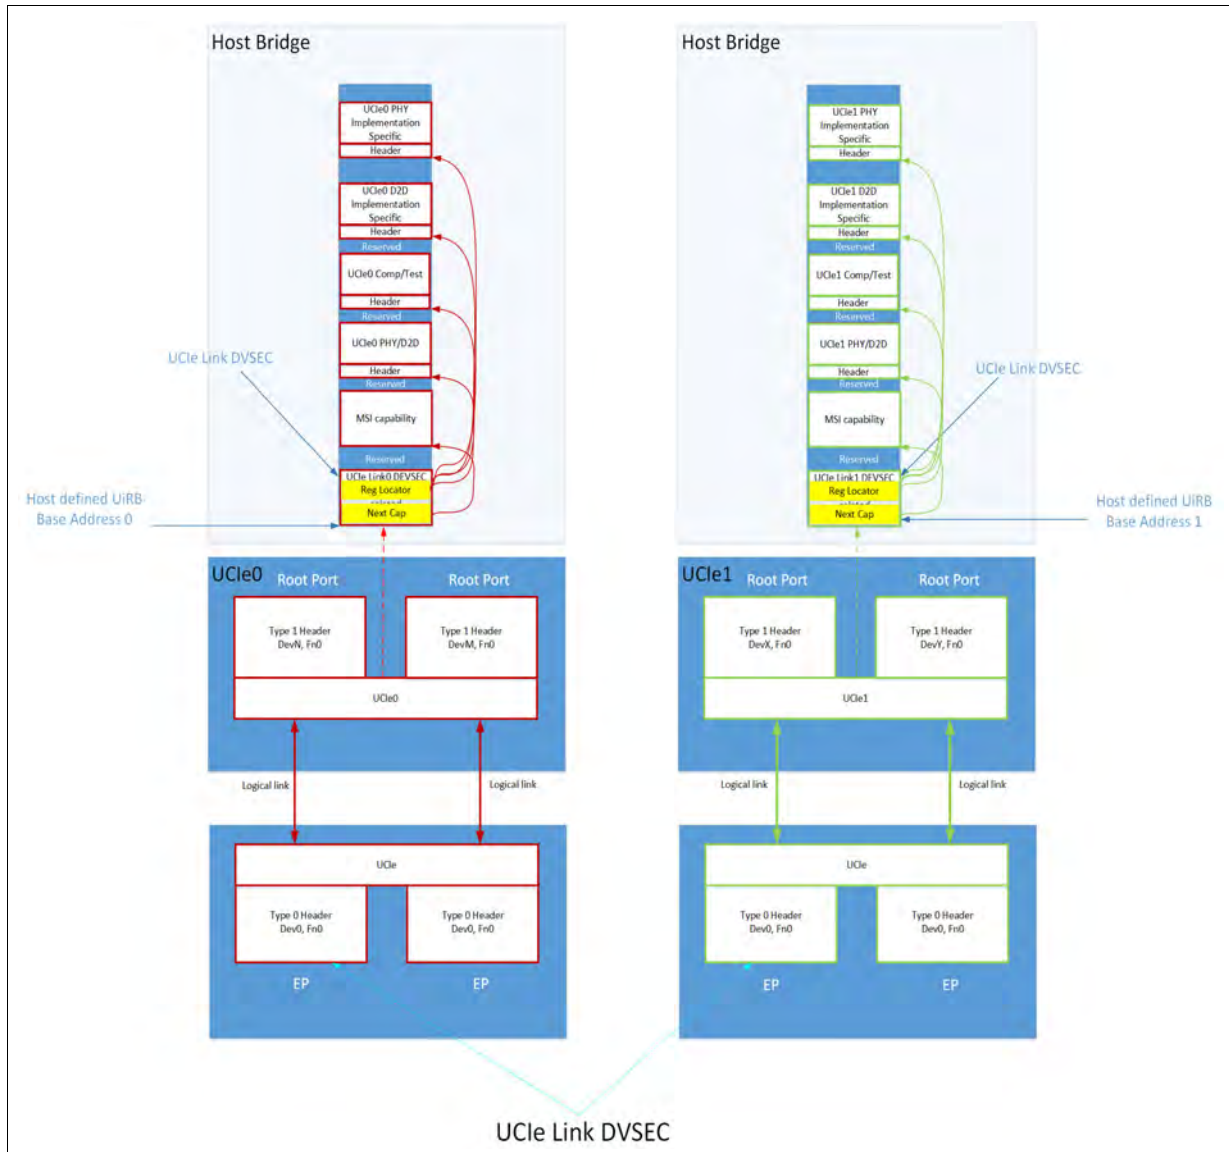 Host Bridge
UCIe0 PHY
Implementation
Specific
Header
UCIe0 D2D
Implementation
Specific
Header
Reserved
UCIe0 Comp/Test
Header
Reserved
UCIe0 PHY/D2D
Header
Reserved
MSI capability
Reserved
UCIe Link0 DEVSEC
Reg Locator
Next Cap
UCIe Link DVSEC
Host defined UiRB
Base Address 0
Host Bridge
UCIe1 PHY
Implementation
Specific
Header
UCIe1 D2D
Implementation
Specific
Header
Reserved
UCIe1 Comp/Test
Header
Reserved
UCIe1 PHY/D2D
Header
Reserved
MSI capability
Reserved
UCIe Link1 DEVSEC
Reg Locator
Next Cap
UCIe Link DVSEC
Host defined UiRB
Base Address 1
UCIe0
Root Port
Root Port
Type 1 Header
DevN, Fn0
Type 1 Header
DevM, Fn0
UCIe0
Logical link
Logical link
UCIe
Type 0 Header
Dev0, Fn0
Type 0 Header
Dev0, Fn0
EP
EP
UCIe1
Root Port
Root Port
Type 1 Header
DevX, Fn0
Type 1 Header
DevY, Fn0
UCIe1
Logical link
Logical link
UCIe
Type 0 Header
Dev0, Fn0
Type 0 Header
Dev0, Fn0
EP
EP
UCIe Link DVSEC